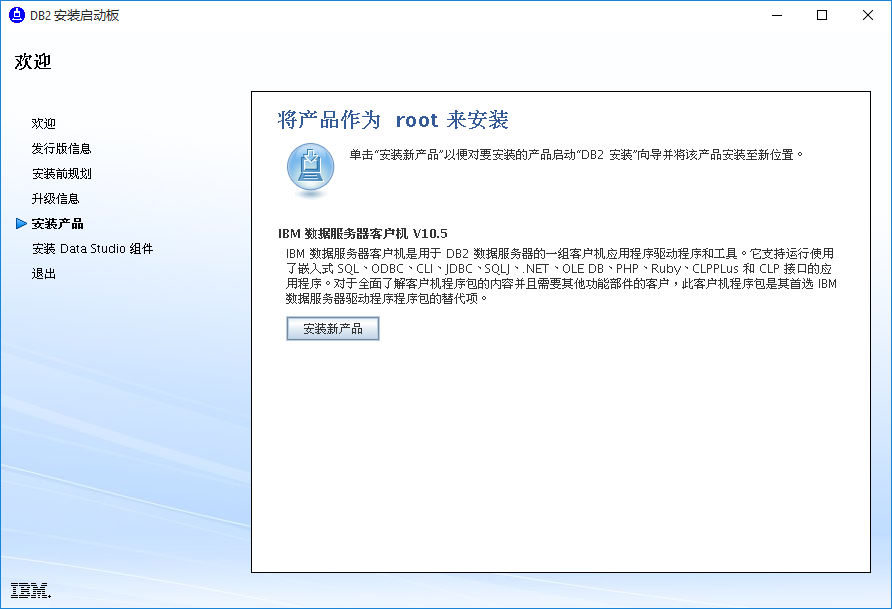 DB2 安装启动板
欢迎
欢迎
发行版信息
安装前规划
升级信息
安装产品
安装 Data Studio 组件
退出
将产品作为 root 来安装
单击“安装新产品”以便对要安装的产品启动“DB2 安装”向导并将该产品安装至新位置。
IBM 数据服务器客户机 V10.5
IBM 数据服务器客户机是用于 DB2 数据服务器的一组客户机应用程序驱动程序和工具。它支持运行使用
了嵌入式 SQL、ODBC、CLI、JDBC、SQLJ、.NET、OLE DB、PHP、Ruby、CLPPLus 和 CLP 接口的应
用程序。对于全面了解客户机程序包的内容并且需要其他功能部件的客户，此客户机程序包是其首选 IBM
数据服务器驱动程序程序包的替代项。
安装新产品
IBM.